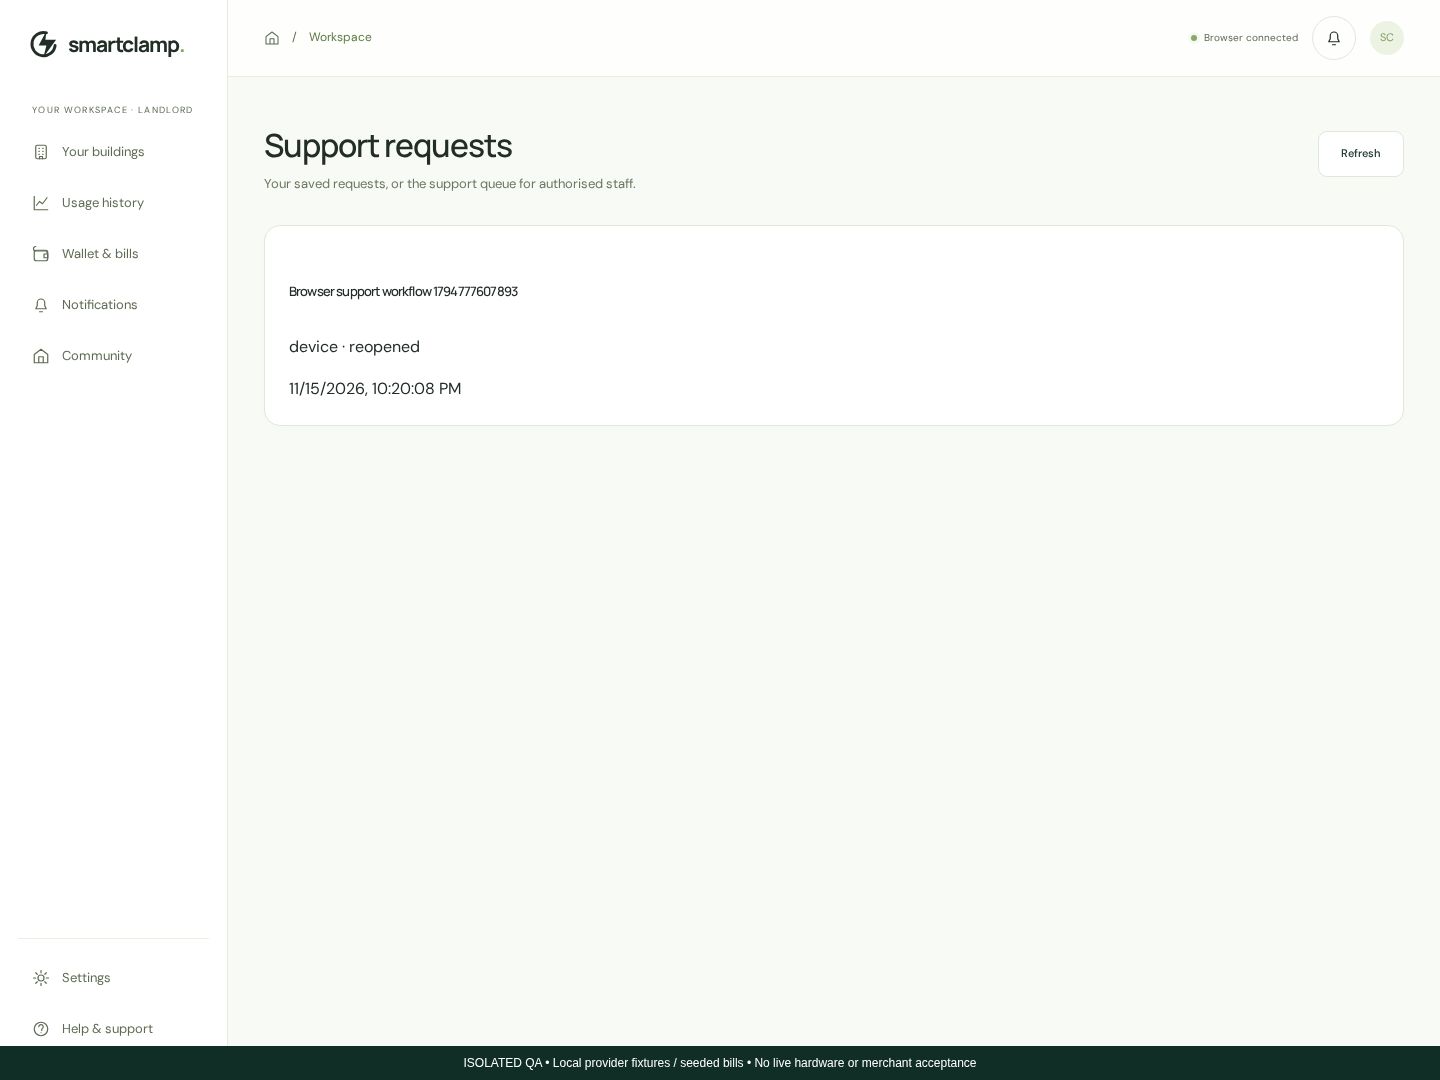 smartclamp.
YOUR WORKSPACE · LANDLORD
Your buildings
Usage history
Wallet & bills
Notifications
Community
Settings
Help & support
/ Workspace
Browser connected
SC
Support requests
Your saved requests, or the support queue for authorised staff.
Refresh
Browser support workflow 1794777607893
device · reopened
11/15/2026, 10:20:08 PM
ISOLATED QA • Local provider fixtures / seeded bills • No live hardware or merchant acceptance